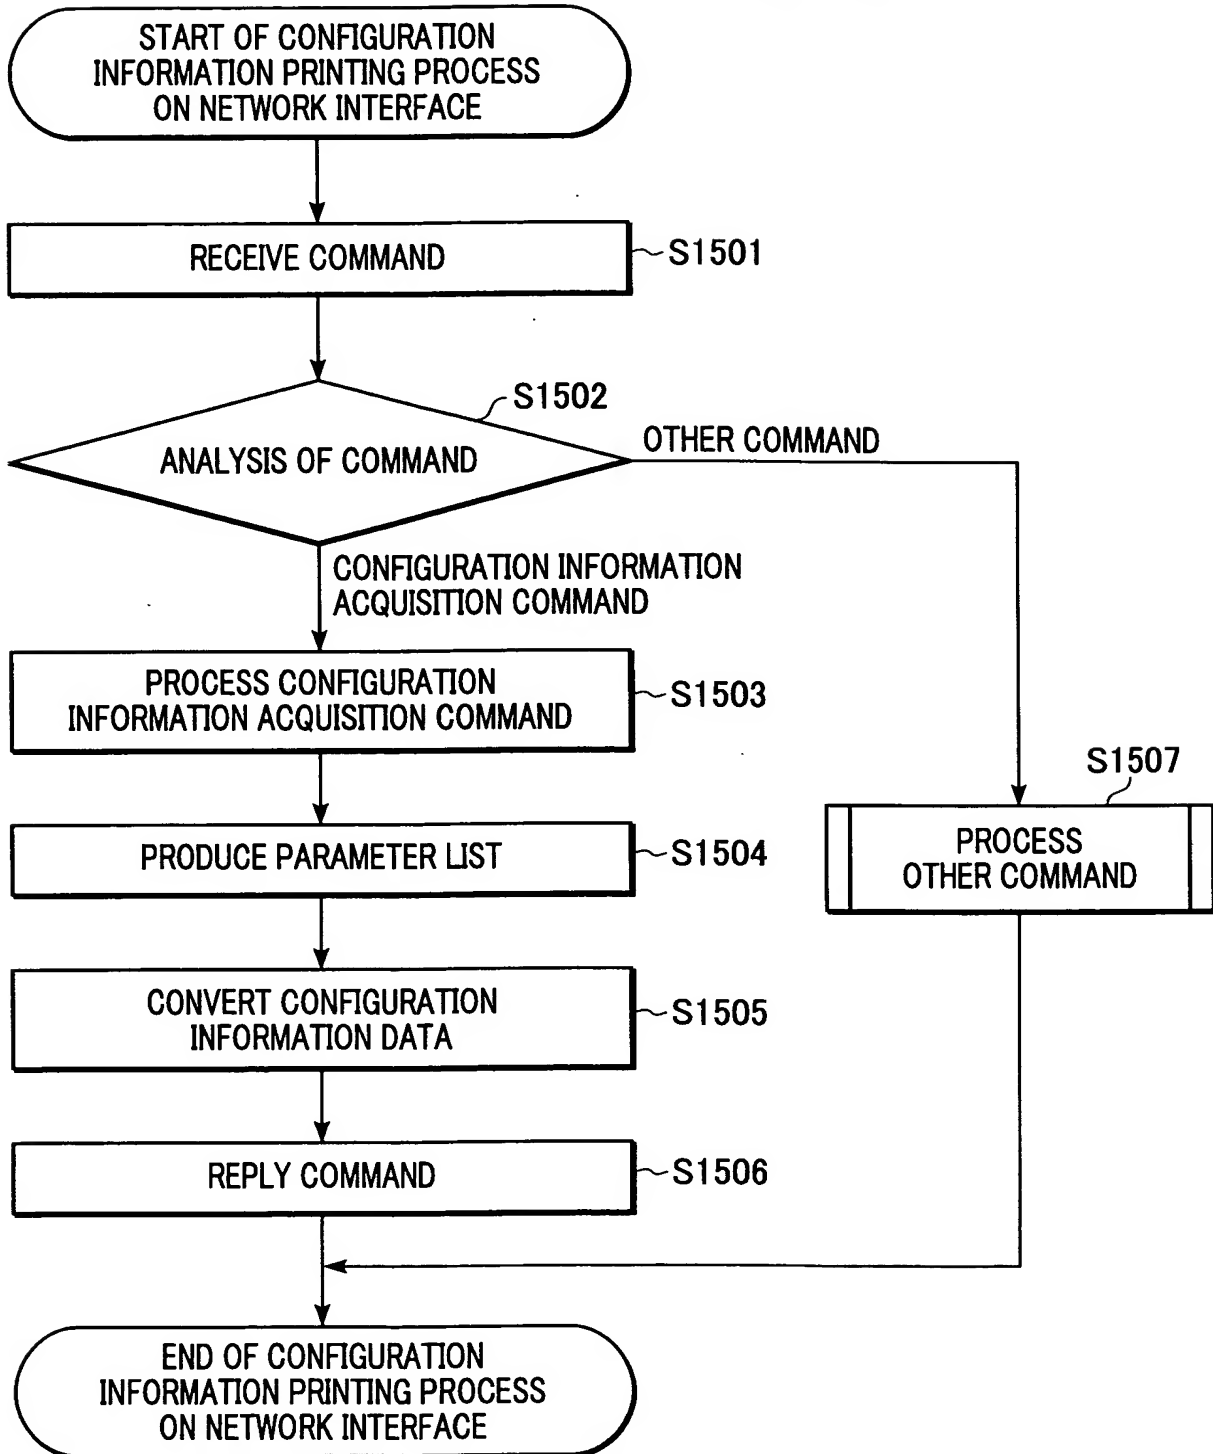 START OF CONFIGURATION
INFORMATION PRINTING PROCESS
ON NETWORK INTERFACE
RECEIVE COMMAND
S1501
S1502
ANALYSIS OF COMMAND
OTHER COMMAND
CONFIGURATION INFORMATION
ACQUISITION COMMAND
PROCESS CONFIGURATION
INFORMATION ACQUISITION COMMAND
S1503
S1507
PRODUCE PARAMETER LIST
S1504
PROCESS
OTHER COMMAND
CONVERT CONFIGURATION
INFORMATION DATA
S1505
REPLY COMMAND
S1506
END OF CONFIGURATION
INFORMATION PRINTING PROCESS
ON NETWORK INTERFACE